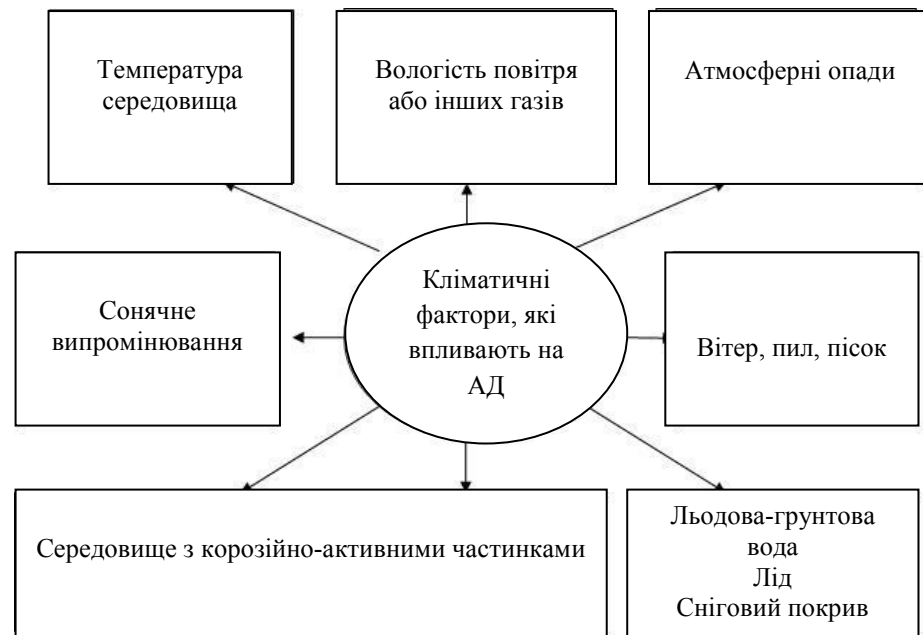 Температура
середовища
Вологість повітря
або інших газів
Атмосферні опади
Сонячне
випромінювання
Кліматичні
фактори, які
впливають на
АД
Вітер, пил, пісок
Середовище з корозійно-активними частинками
Льодова-грунтова
вода
Лід
Сніговий покрив